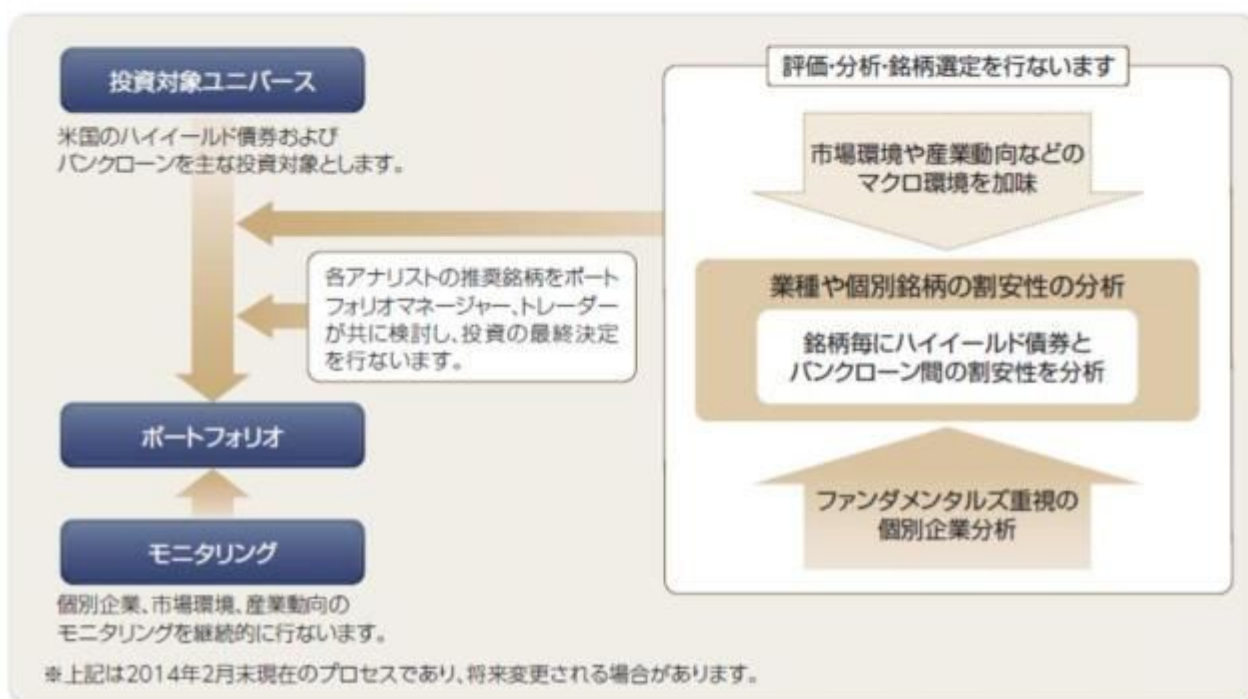 投資対象ユニバース
米国のハイイールド債券および
バンクローンを主な投資対象とします。
各アナリストの推奨銘柄をポート
フォリオマネージャー、トレーダー
が共に検討し、投資の最終決定
を行ないます。
ポートフォリオ
モニタリング
個別企業、市場環境、産業動向の
モニタリングを継続的に行ないます。
評価・分析・銘柄選定を行ないます
市場環境や産業動向などの
マクロ環境を加味
業種や個別銘柄の割安性の分析
銘柄毎にハイイールド債券と
バンクローン間の割安性を分析
ファンダメンタルズ重視の
個別企業分析
※上記は2014年2月末現在のプロセスであり、将来変更される場合があります。